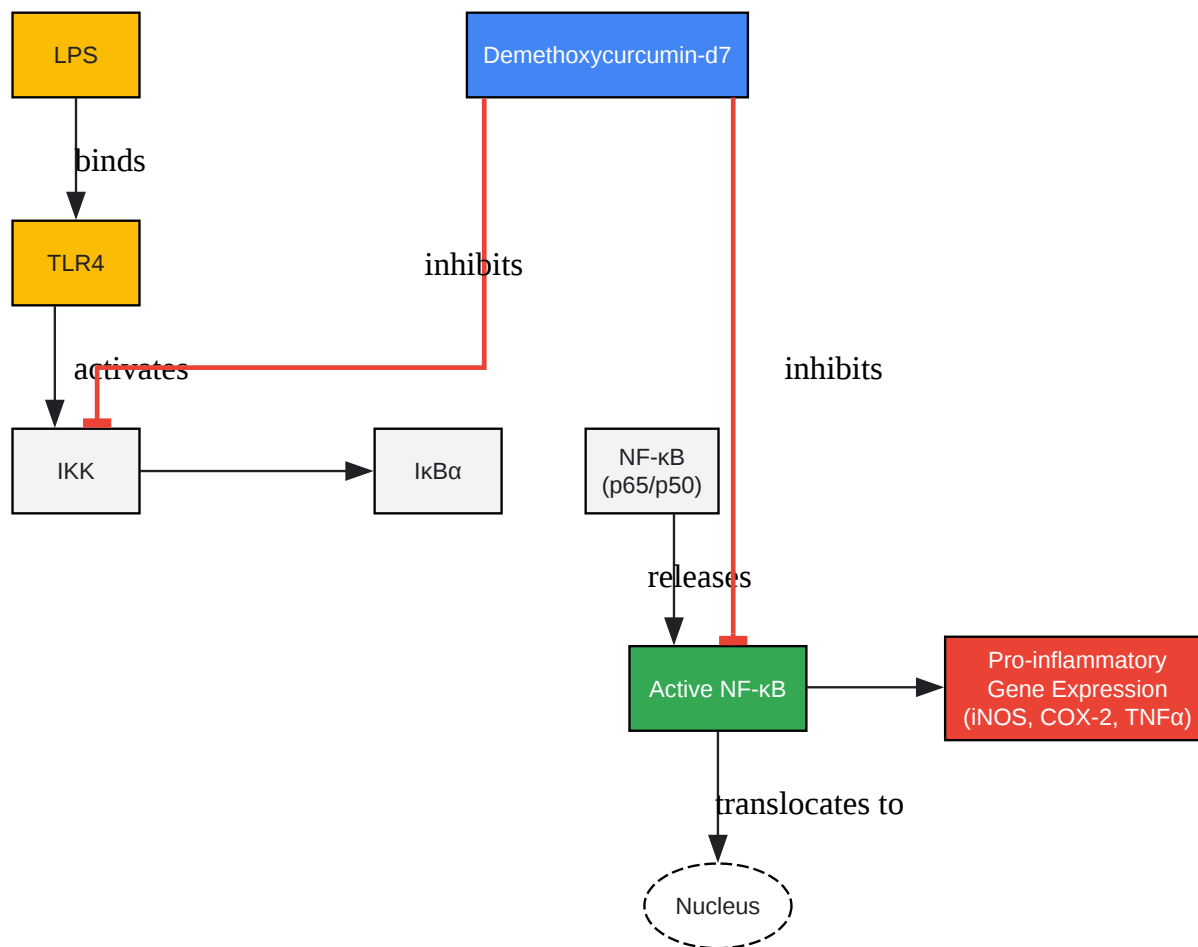 LPS
Demethoxycurcumin-d7
binds
TLR4
inhibits
activates
inhibits
IKK
IκBα
NF-κB
(p65/p50)
releases
Active NF-κB
Pro-inflammatory
Gene Expression
(iNOS, COX-2, TNFα)
translocates to
Nucleus